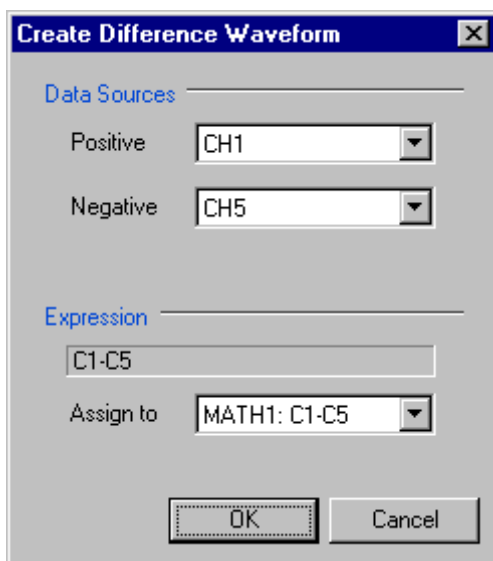 Create Difference Waveform
Data Sources
Positive CH1
Negative CH5
Expression
C1-C5
Assign to MATH1: C1-C5
OK Cancel